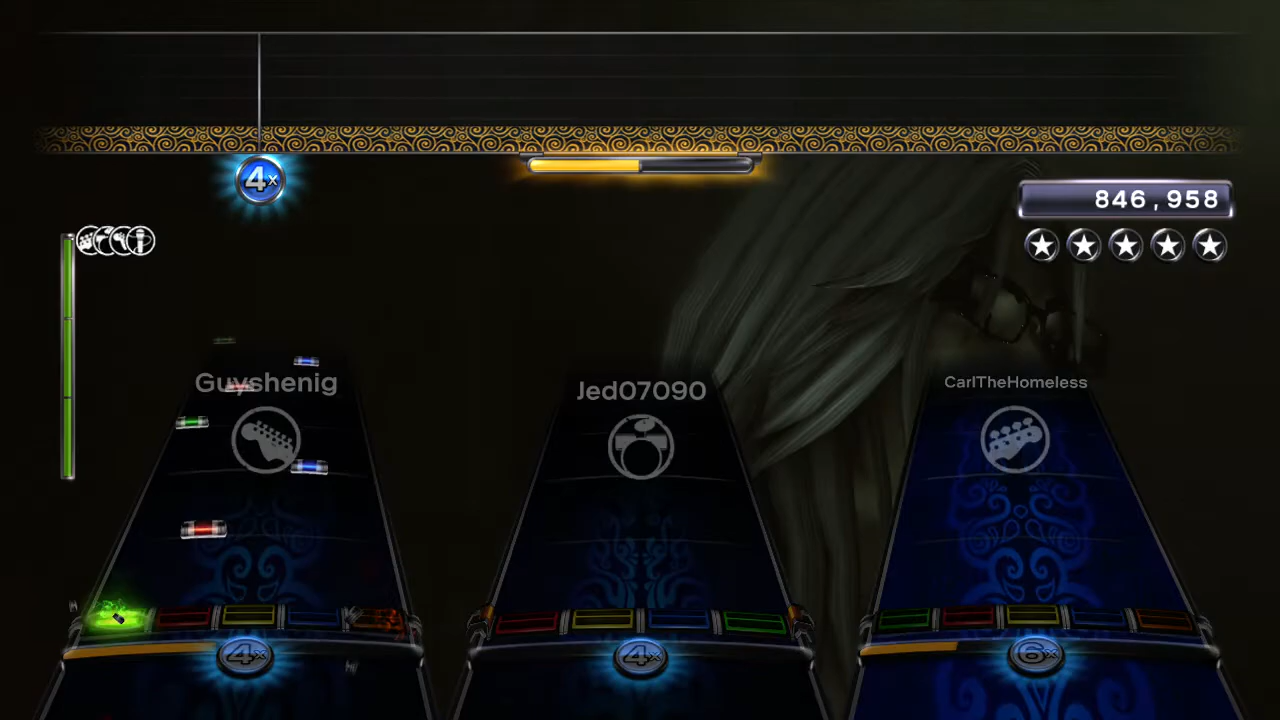 4x
846,958
Guyshenig
Jed07090
CarlTheHomeless
4x
4x
6x